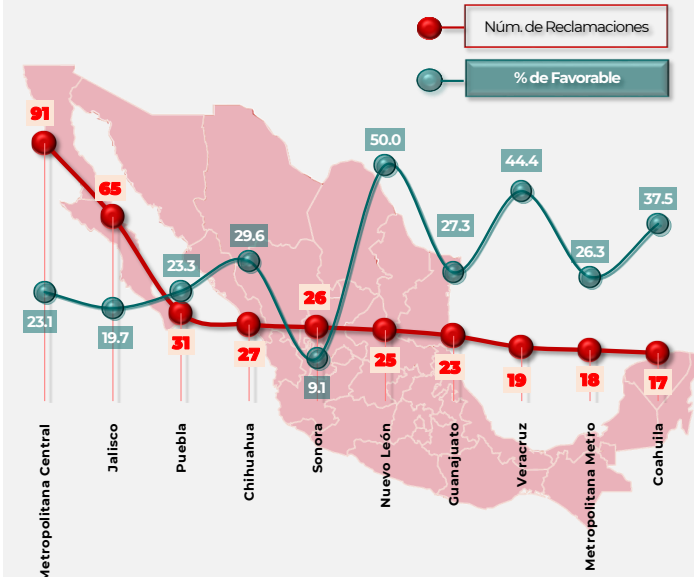 Núm. de Reclamaciones
% de Favorable
91
65
31
27
26
25
23
19
18
17
23.1
19.7
23.3
29.6
9.1
50.0
27.3
44.4
26.3
37.5
Metropolitana Central
Jalisco
Puebla
Chihuahua
Sonora
Nuevo León
Guanajuato
Veracruz
Metropolitana Metro
Coahuila